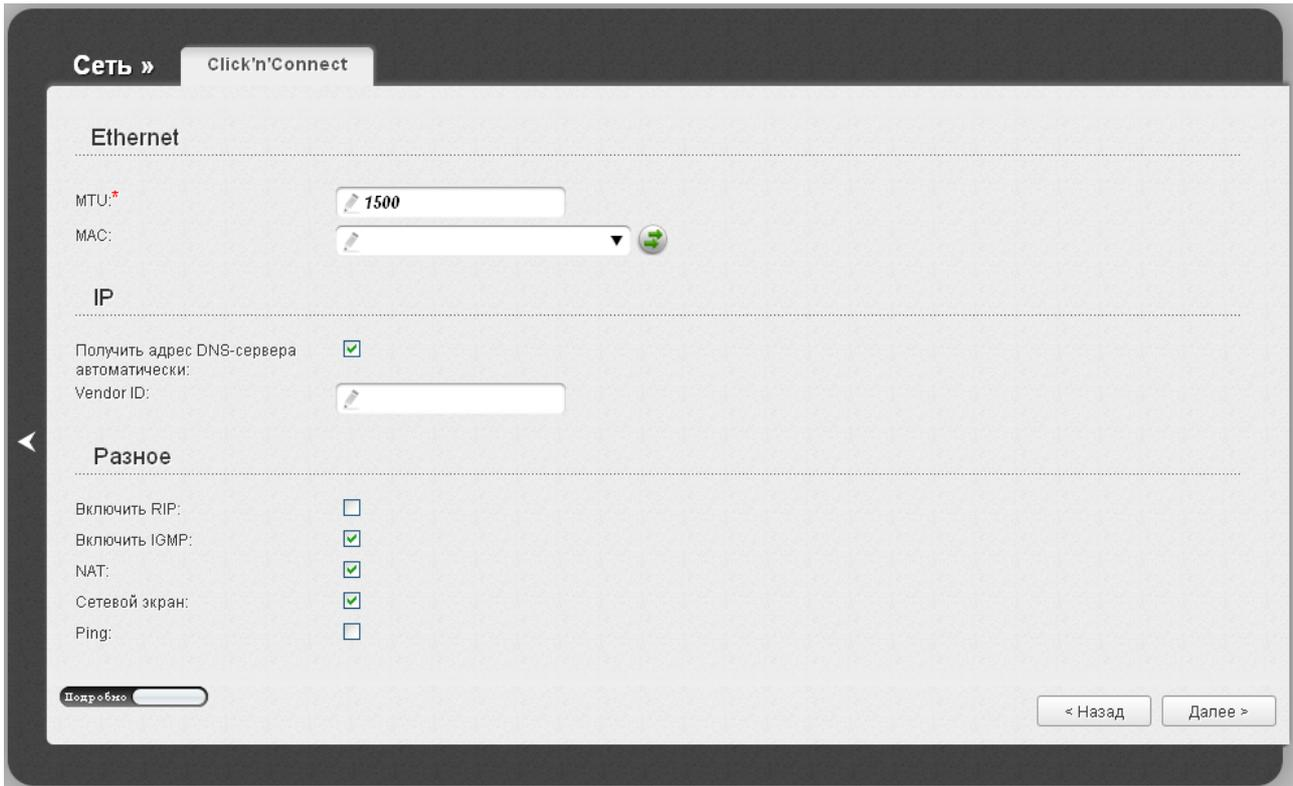 Сеть »
Click'n'Connect
Ethernet
MTU:*
1500
MAC:
IP
Получить адрес DNS-сервера
автоматически:
Vendor ID:
Разное
Включить RIP:
Включить IGMP:
NAT:
Сетевой экран:
Ping:
Подробно
< Назад
Далее >